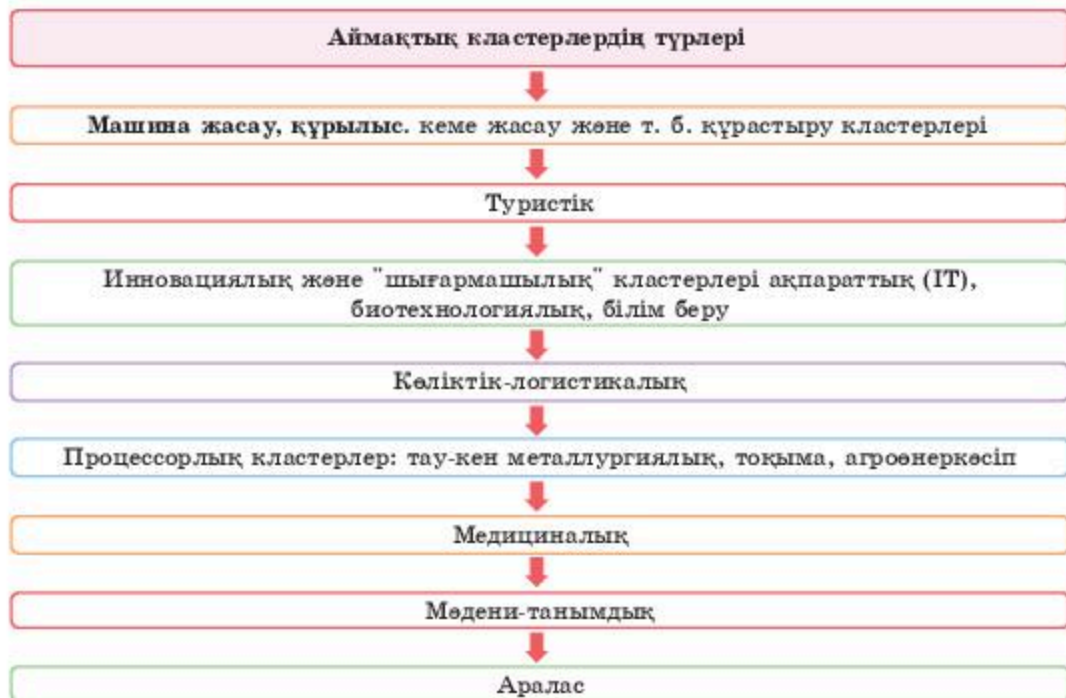 Аймақтық кластерлердің түрлері
Машина жасау, құрылыс. кеме жасау және т. б. құрастыру кластерлері
Туристік
Инновациялық және "шығармашылық" кластерлері ақпараттық (IT),
биотехнологиялық, білім беру
Көліктік-логистикалық
Процессорлық кластерлер: тау-кен металлургиялық, тоқыма, агроөнеркәсіп
Медициналық
Мәдени-танымдық
Аралас